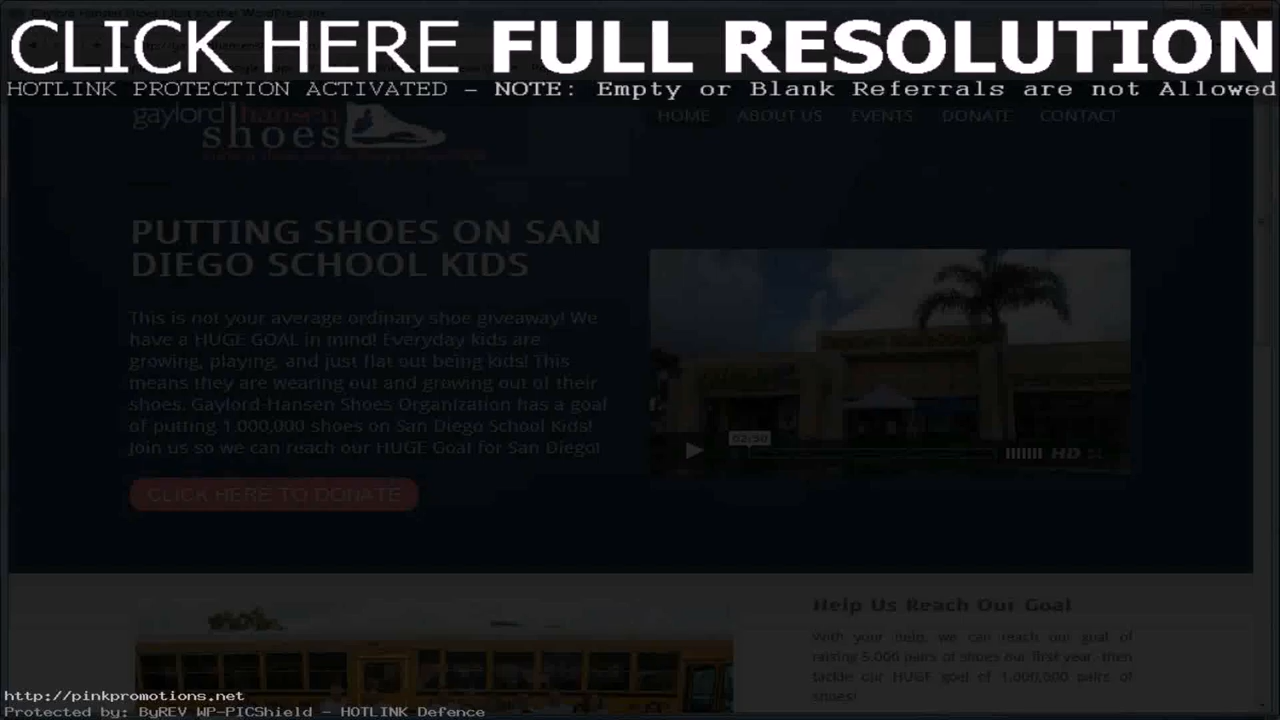 CLICK HERE FULL RESOLUTION
HOTLINK PROTECTION ACTIVATED - NOTE: Empty or Blank Referrals are not Allowed
gaylord hansen
shoes
HOME ABOUT US EVENTS DONATE CONTACT
PUTTING SHOES ON SAN
DIEGO SCHOOL KIDS
This is not your average ordinary shoe giveaway! We
have a HUGE GOAL in mind! Everyday kids are
growing, playing, and just flat out being kids! This
means they are wearing out and growing out of their
shoes. Gaylord-Hansen Shoes Organization has a goal
of putting 1,000,000 shoes on San Diego School Kids!
Join us so we can reach our HUGE Goal for San Diego!
CLICK HERE TO DONATE
02:50
HD
Help Us Reach Our Goal
With your help, we can reach our goal of
raising 5,000 pairs of shoes our first year, then
tackle our HUGE goal of 1,000,000 pairs of
shoes!
http://pinkpromotions.net
Protected by: ByREV WP-PICShield - HOTLINK Defence